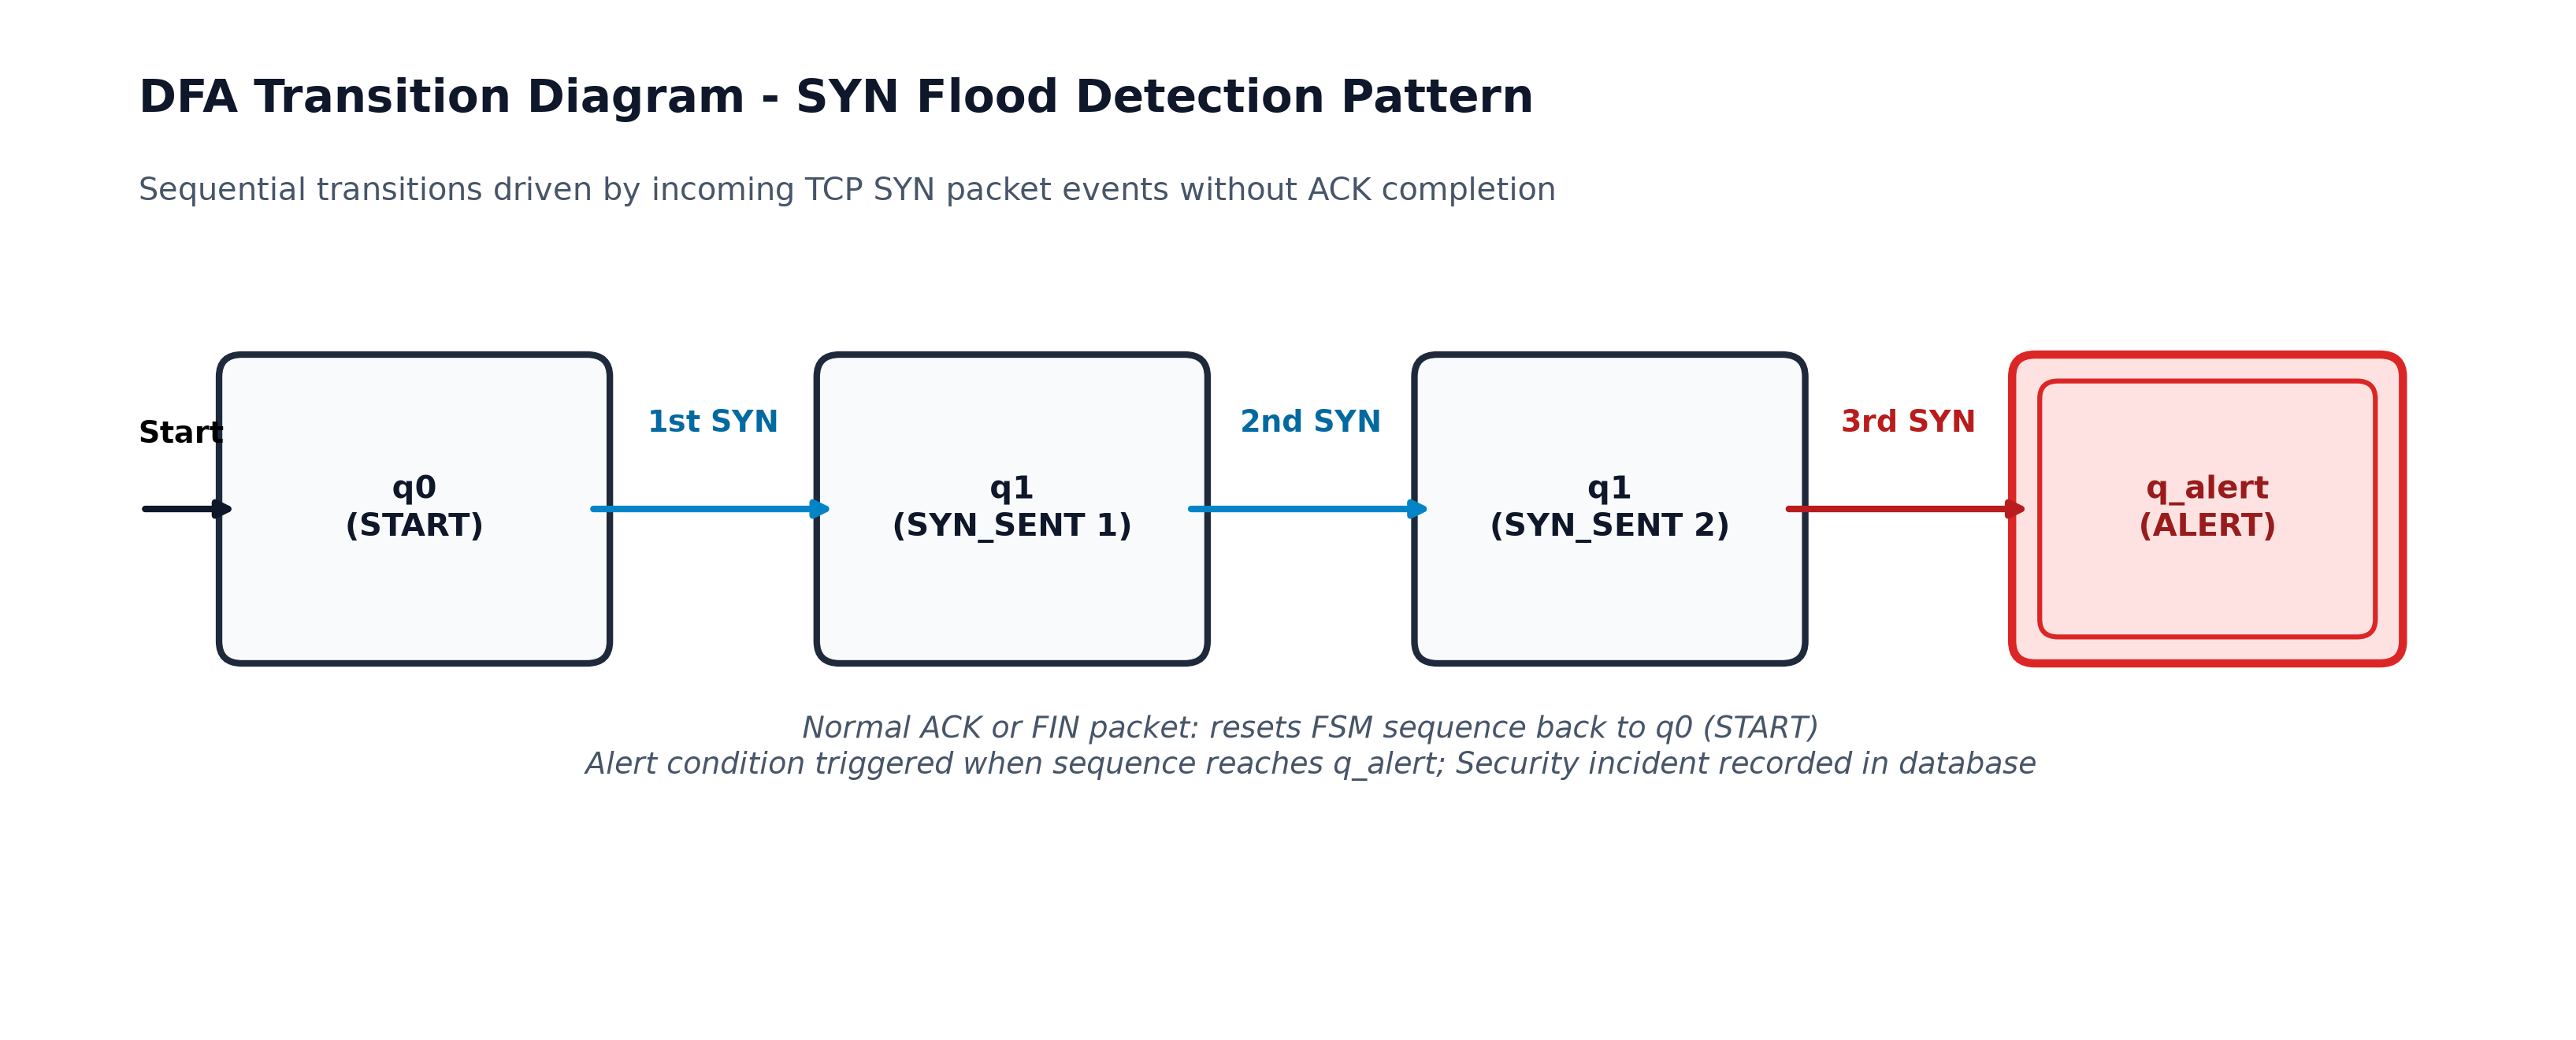 DFA Transition Diagram - SYN Flood Detection Pattern
Sequential transitions driven by incoming TCP SYN packet events without ACK completion
Start
q0
(START)
1st SYN
q1
(SYN_SENT 1)
2nd SYN
q1
(SYN_SENT 2)
3rd SYN
q_alert
(ALERT)
Normal ACK or FIN packet: resets FSM sequence back to q0 (START)
Alert condition triggered when sequence reaches q_alert; Security incident recorded in database